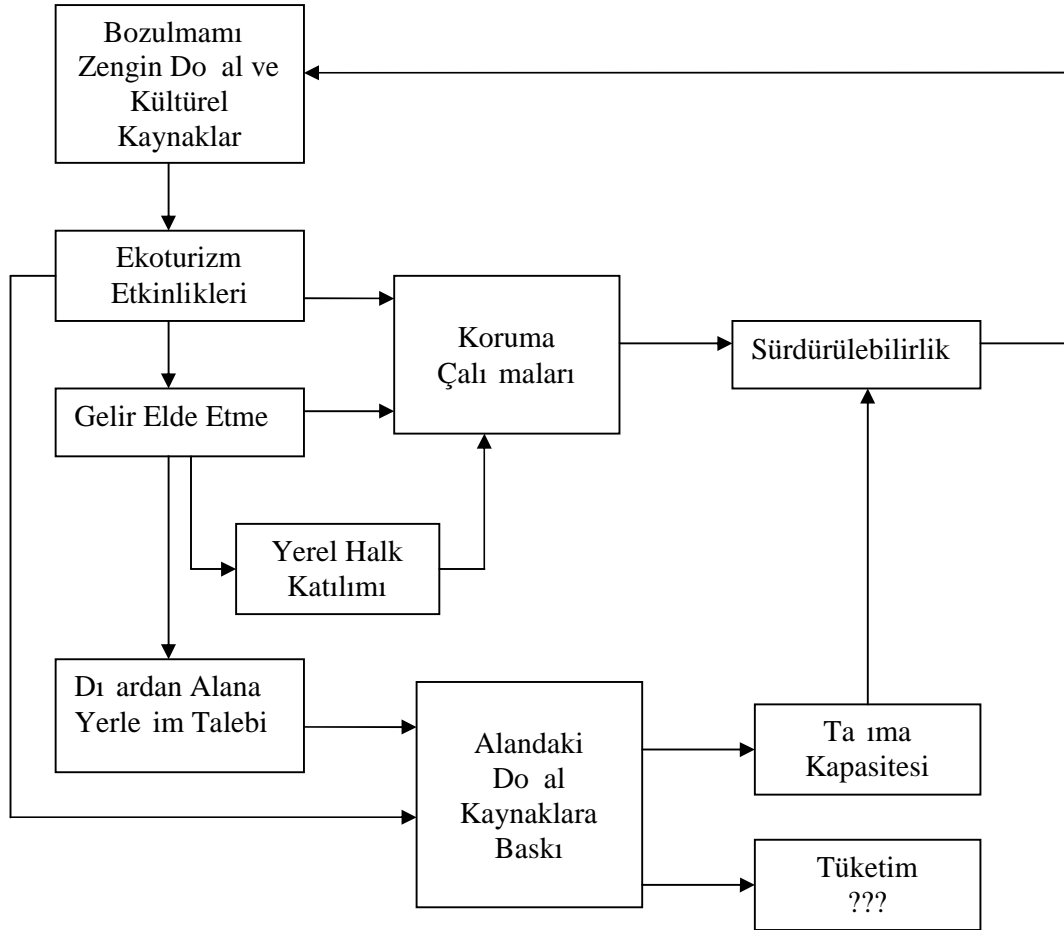 Bozulmamı
Zengin Do al ve
Kültürel
Kaynaklar
Ekoturizm
Etkinlikleri
Koruma
Çalı maları
Sürdürülebilirlik
Gelir Elde Etme
Yerel Halk
Katılımı
Dı ardan Alana
Yerle im Talebi
Alandaki
Do al
Kaynaklara
Baskı
Ta ıma
Kapasitesi
Tüketim
???